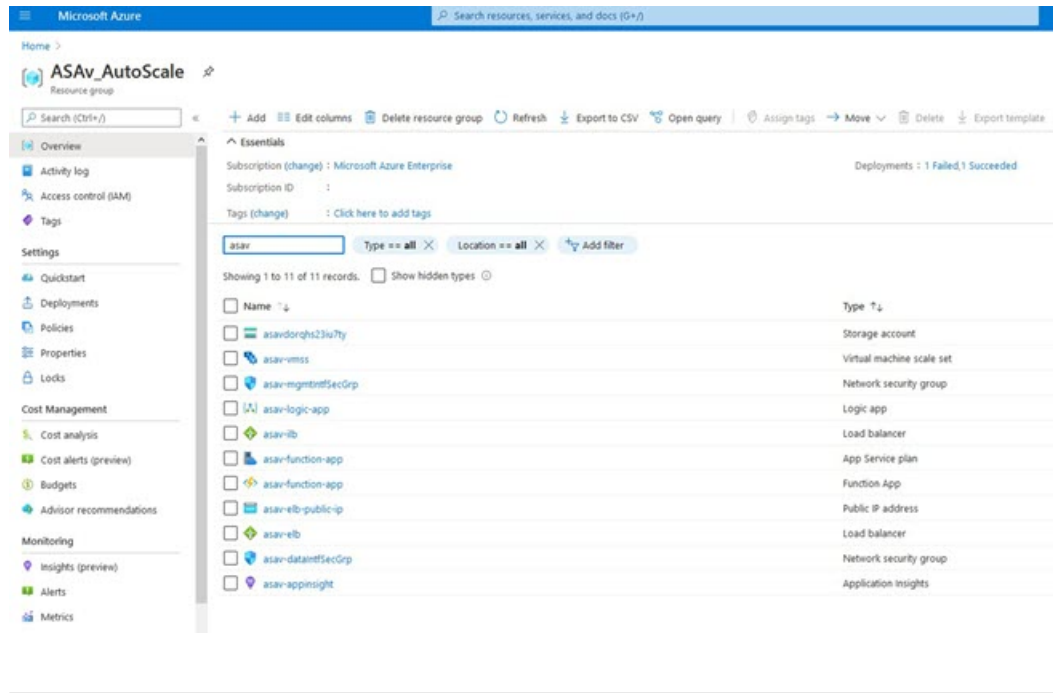 Microsoft Azure
Search resources, services, and docs (G+/)
Home >
ASAv_AutoScale
Resource group
Search (Ctrl+/)
«
Add
Edit columns
Delete resource group
Refresh
Export to CSV
Open query
Assign tags
Move
Delete
Export template
Overview
Activity log
Access control (IAM)
Tags
Settings
Quickstart
Deployments
Policies
Properties
Locks
Cost Management
Cost analysis
Cost alerts (preview)
Budgets
Advisor recommendations
Monitoring
Insights (preview)
Alerts
Metrics
Essentials
Subscription (change) : Microsoft Azure Enterprise
Deployments : 1 Failed,1 Succeeded
Subscription ID :
Tags (change) : Click here to add tags
asav
Type == all
Location == all
Add filter
Showing 1 to 11 of 11 records.
Show hidden types
Name
Type
asavdorqhs23iu7ty
Storage account
asav-vmss
Virtual machine scale set
asav-mgmtIntfSecGrp
Network security group
asav-logic-app
Logic app
asav-ilb
Load balancer
asav-function-app
App Service plan
asav-function-app
Function App
asav-elb-public-ip
Public IP address
asav-elb
Load balancer
asav-dataIntfSecGrp
Network security group
asav-appinsight
Application Insights